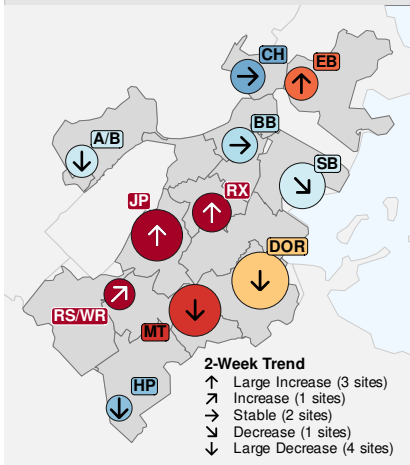 CH
EB
BB
A/B
SB
RX
JP
DOR
RS/WR
MT
HP
2-Week Trend
↑ Large Increase (3 sites)
↗ Increase (1 sites)
→ Stable (2 sites)
↘ Decrease (1 sites)
↓ Large Decrease (4 sites)